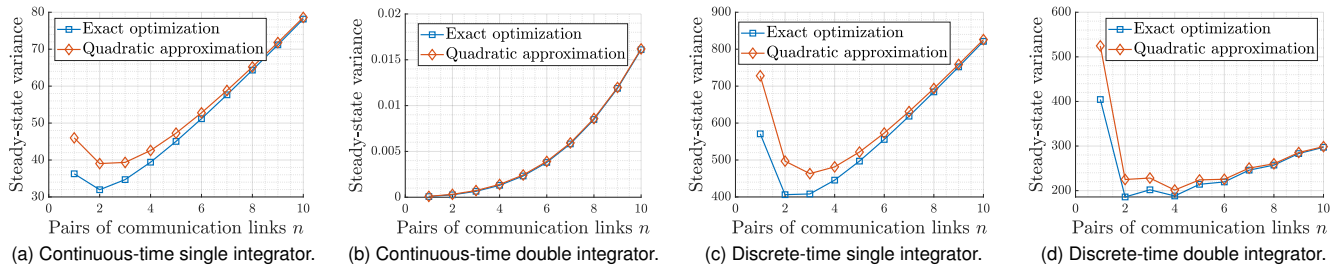 Steady-state variance
80
70
60
50
40
30
0 2 4 6 8 10
Exact optimization
Quadratic approximation
Pairs of communication links n
(a) Continuous-time single integrator.
Steady-state variance
0.02
0.015
0.01
0.005
0
0 2 4 6 8 10
Exact optimization
Quadratic approximation
Pairs of communication links n
(b) Continuous-time double integrator.
Steady-state variance
900
800
700
600
500
400
0 2 4 6 8 10
Exact optimization
Quadratic approximation
Pairs of communication links n
(c) Discrete-time single integrator.
Steady-state variance
600
500
400
300
200
0 2 4 6 8 10
Exact optimization
Quadratic approximation
Pairs of communication links n
(d) Discrete-time double integrator.